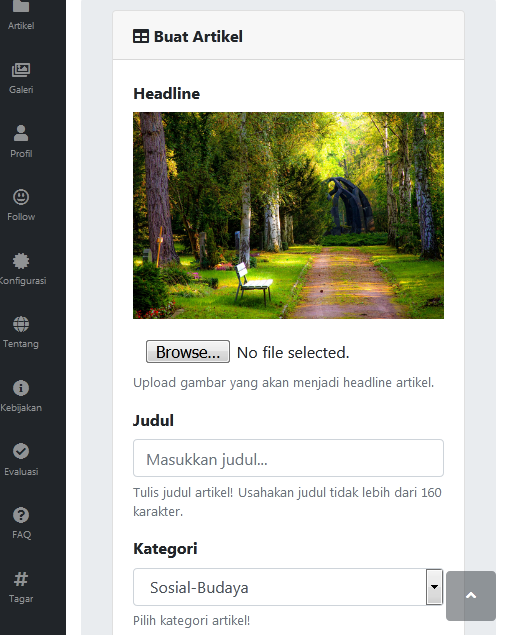 Artikel
Galeri
Profil
Follow
Konfigurasi
Tentang
Kebijakan
Evaluasi
FAQ
Tagar
Buat Artikel
Headline
Browse... No file selected.
Upload gambar yang akan menjadi headline artikel.
Judul
Masukkan judul...
Tulis judul artikel! Usahakan judul tidak lebih dari 160
karakter.
Kategori
Sosial-Budaya
Pilih kategori artikel!